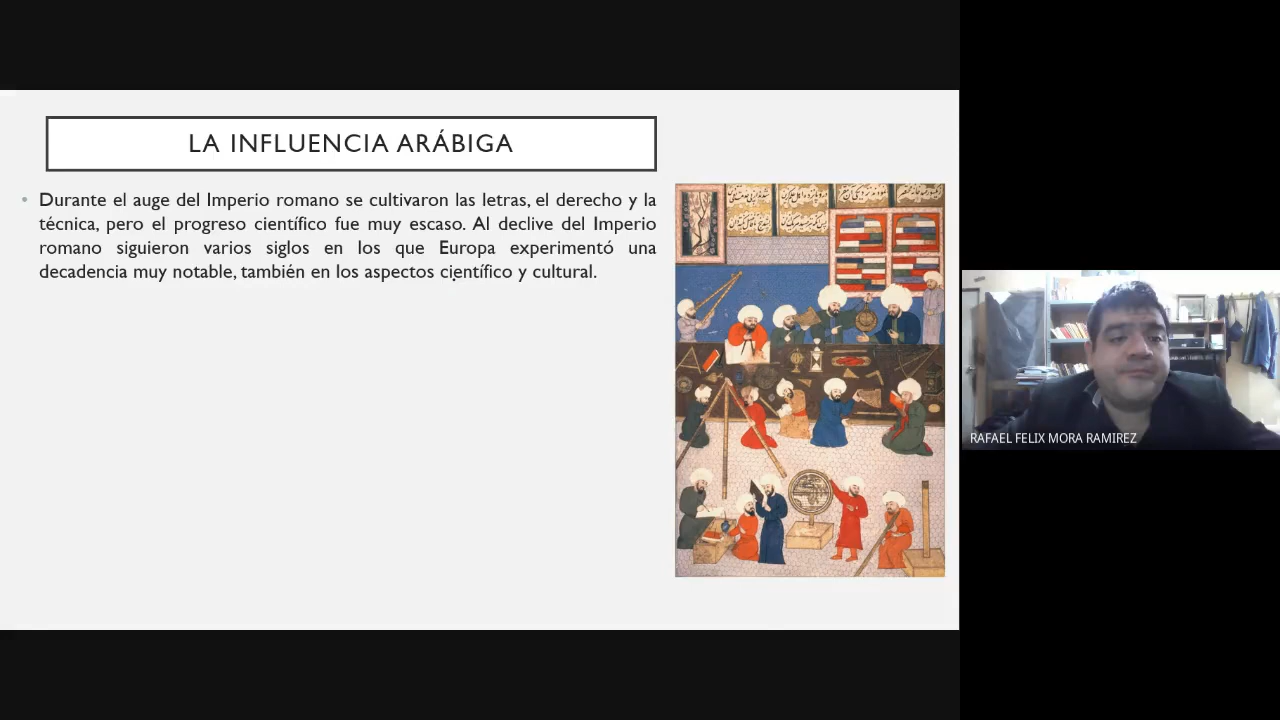 LA INFLUENCIA ARÁBIGA
• Durante el auge del Imperio romano se cultivaron las letras, el derecho y la
técnica, pero el progreso científico fue muy escaso. Al declive del Imperio
romano siguieron varios siglos en los que Europa experimentó una
decadencia muy notable, también en los aspectos científico y cultural.
RAFAEL FELIX MORA RAMIREZ